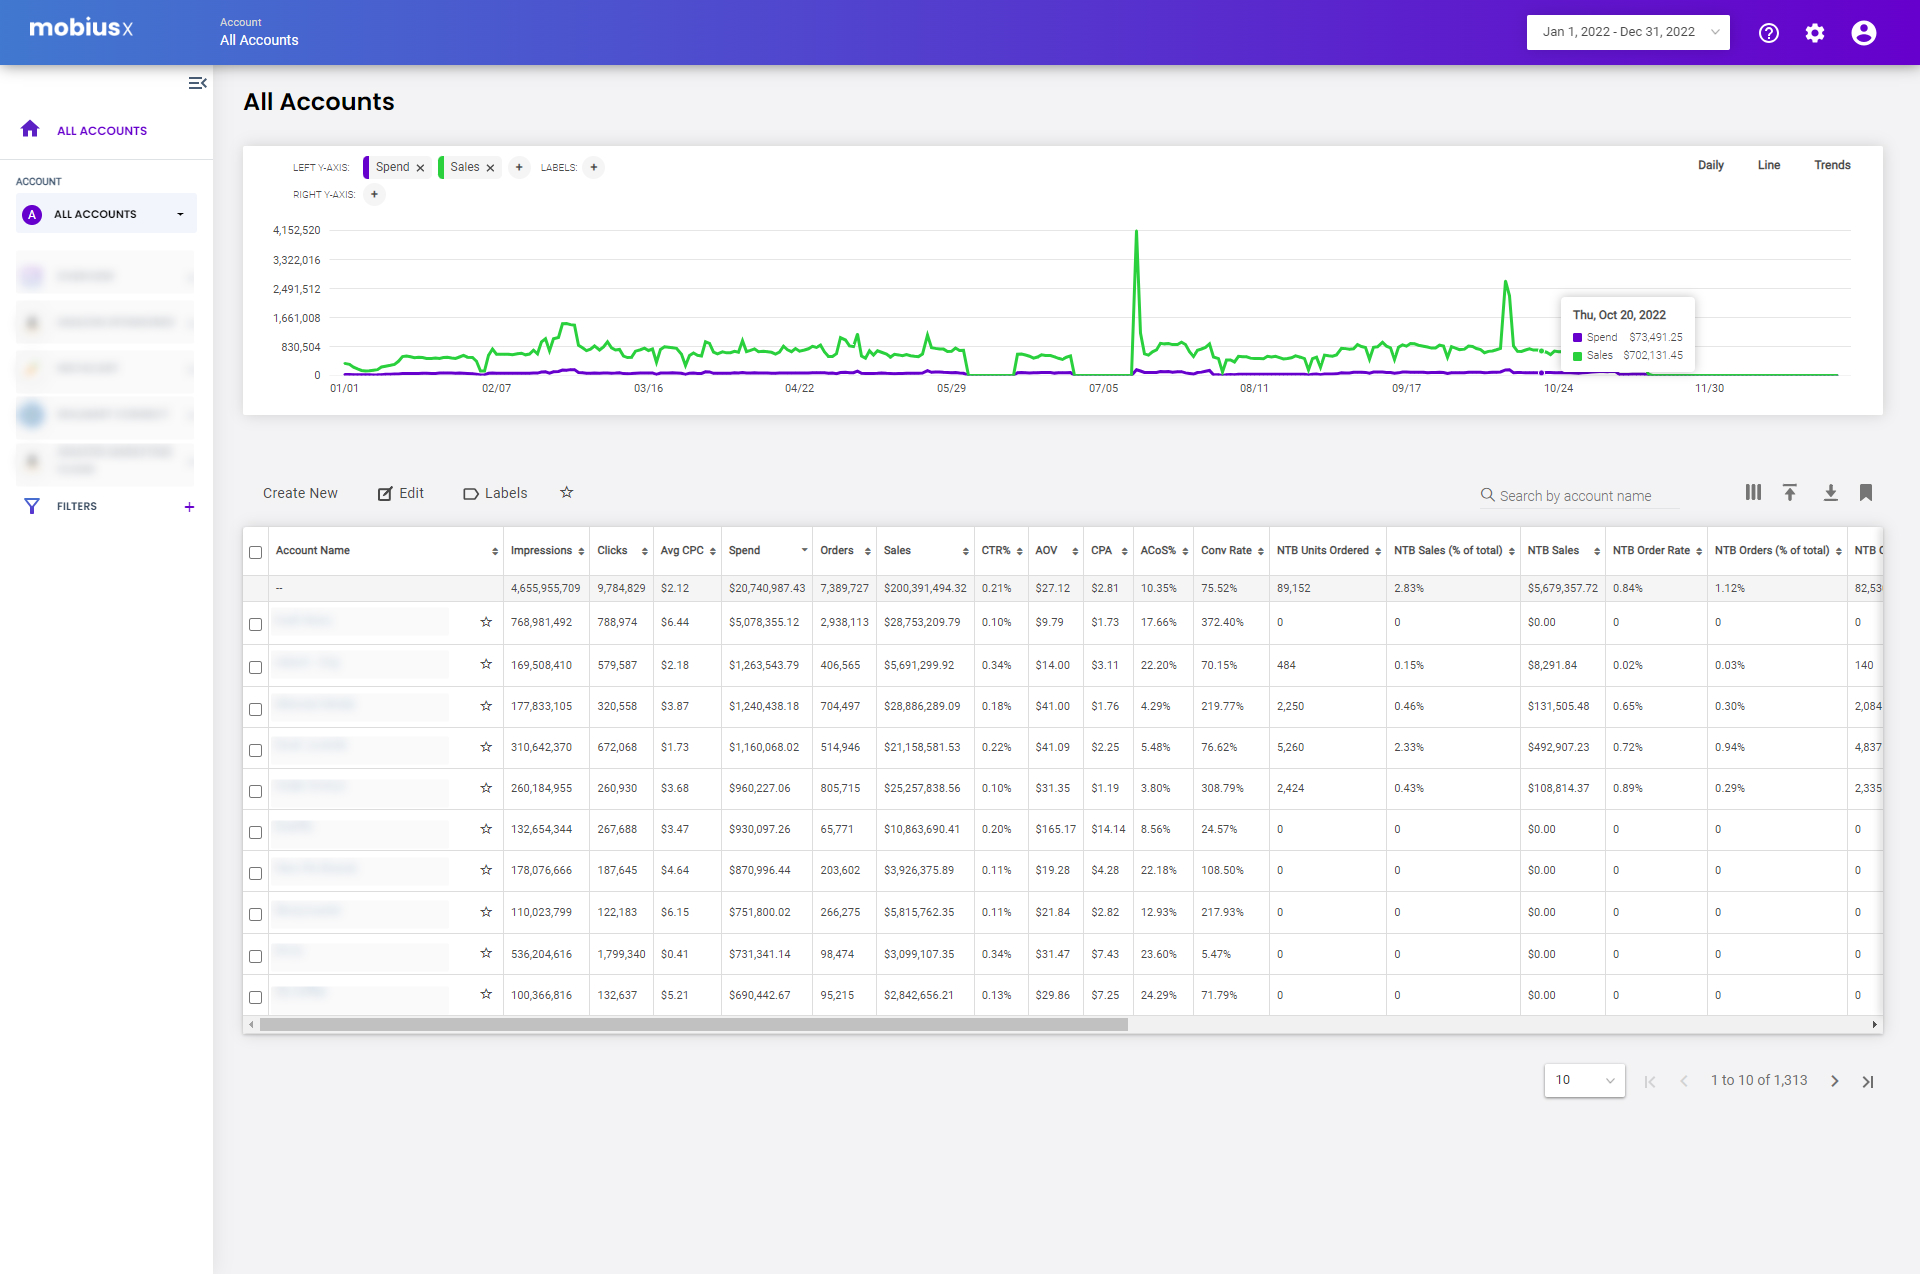 mobiusx
Account
All Accounts
Jan 1, 2022 - Dec 31, 2022
ALL ACCOUNTS
ACCOUNT
A ALL ACCOUNTS
FILTERS +
All Accounts
LEFT Y-AXIS: Spend × Sales × + LABELS: +
RIGHT Y-AXIS: +
Daily Line Trends
4,152,520
3,322,016
2,491,512
1,661,008
830,504
0
01/01 02/07 03/16 04/22 05/29 07/05 08/11 09/17 10/24 11/30
Thu, Oct 20, 2022
Spend $73,491.25
Sales $702,131.45
Create New Edit Labels
Search by account name
Account Name Impressions Clicks Avg CPC Spend Orders Sales CTR% AOV CPA ACoS% Conv Rate NTB Units Ordered NTB Sales (% of total) NTB Sales NTB Order Rate NTB Orders (% of total) NTB
-- 4,655,955,709 9,784,829 $2.12 $20,740,987.43 7,389,727 $200,391,494.32 0.21% $27.12 $2.81 10.35% 75.52% 89,152 2.83% $5,679,357.72 0.84% 1.12% 82,53
768,981,492 788,974 $6.44 $5,078,355.12 2,938,113 $28,753,209.79 0.10% $9.79 $1.73 17.66% 372.40% 0 0 $0.00 0 0 0
169,508,410 579,587 $2.18 $1,263,543.79 406,565 $5,691,299.92 0.34% $14.00 $3.11 22.20% 70.15% 484 0.15% $8,291.84 0.02% 0.03% 140
177,833,105 320,558 $3.87 $1,240,438.18 704,497 $28,886,289.09 0.18% $41.00 $1.76 4.29% 219.77% 2,250 0.46% $131,505.48 0.65% 0.30% 2,084
310,642,370 672,068 $1.73 $1,160,068.02 514,946 $21,158,581.53 0.22% $41.09 $2.25 5.48% 76.62% 5,260 2.33% $492,907.23 0.72% 0.94% 4,837
260,184,955 260,930 $3.68 $960,227.06 805,715 $25,257,838.56 0.10% $31.35 $1.19 3.80% 308.79% 2,424 0.43% $108,814.37 0.89% 0.29% 2,335
132,654,344 267,688 $3.47 $930,097.26 65,771 $10,863,690.41 0.20% $165.17 $14.14 8.56% 24.57% 0 0 $0.00 0 0 0
178,076,666 187,645 $4.64 $870,996.44 203,602 $3,926,375.89 0.11% $19.28 $4.28 22.18% 108.50% 0 0 $0.00 0 0 0
110,023,799 122,183 $6.15 $751,800.02 266,275 $5,815,762.35 0.11% $21.84 $2.82 12.93% 217.93% 0 0 $0.00 0 0 0
536,204,616 1,799,340 $0.41 $731,341.14 98,474 $3,099,107.35 0.34% $31.47 $7.43 23.60% 5.47% 0 0 $0.00 0 0 0
100,366,816 132,637 $5.21 $690,442.67 95,215 $2,842,656.21 0.13% $29.86 $7.25 24.29% 71.79% 0 0 $0.00 0 0 0
10 1 to 10 of 1,313